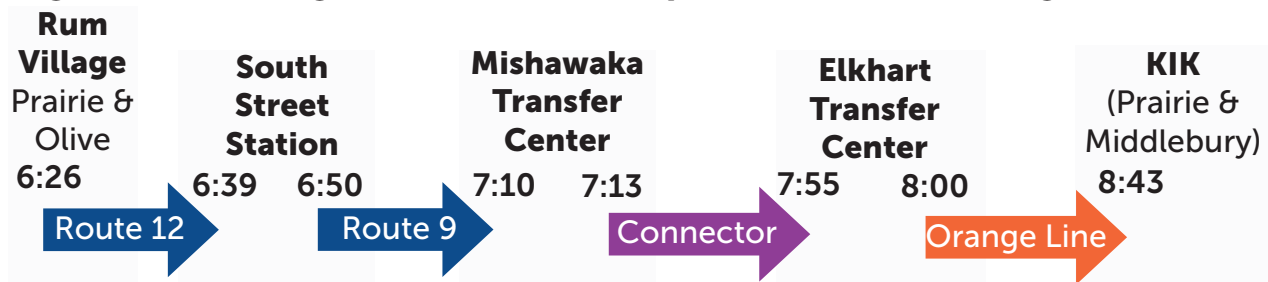 Rum
Village
Prairie &
Olive
6:26
South
Street
Station
6:39 6:50
Mishawaka
Transfer
Center
7:10 7:13
Elkhart
Transfer
Center
7:55 8:00
KIK
(Prairie &
Middlebury)
8:43
Route 12
Route 9
Connector
Orange Line